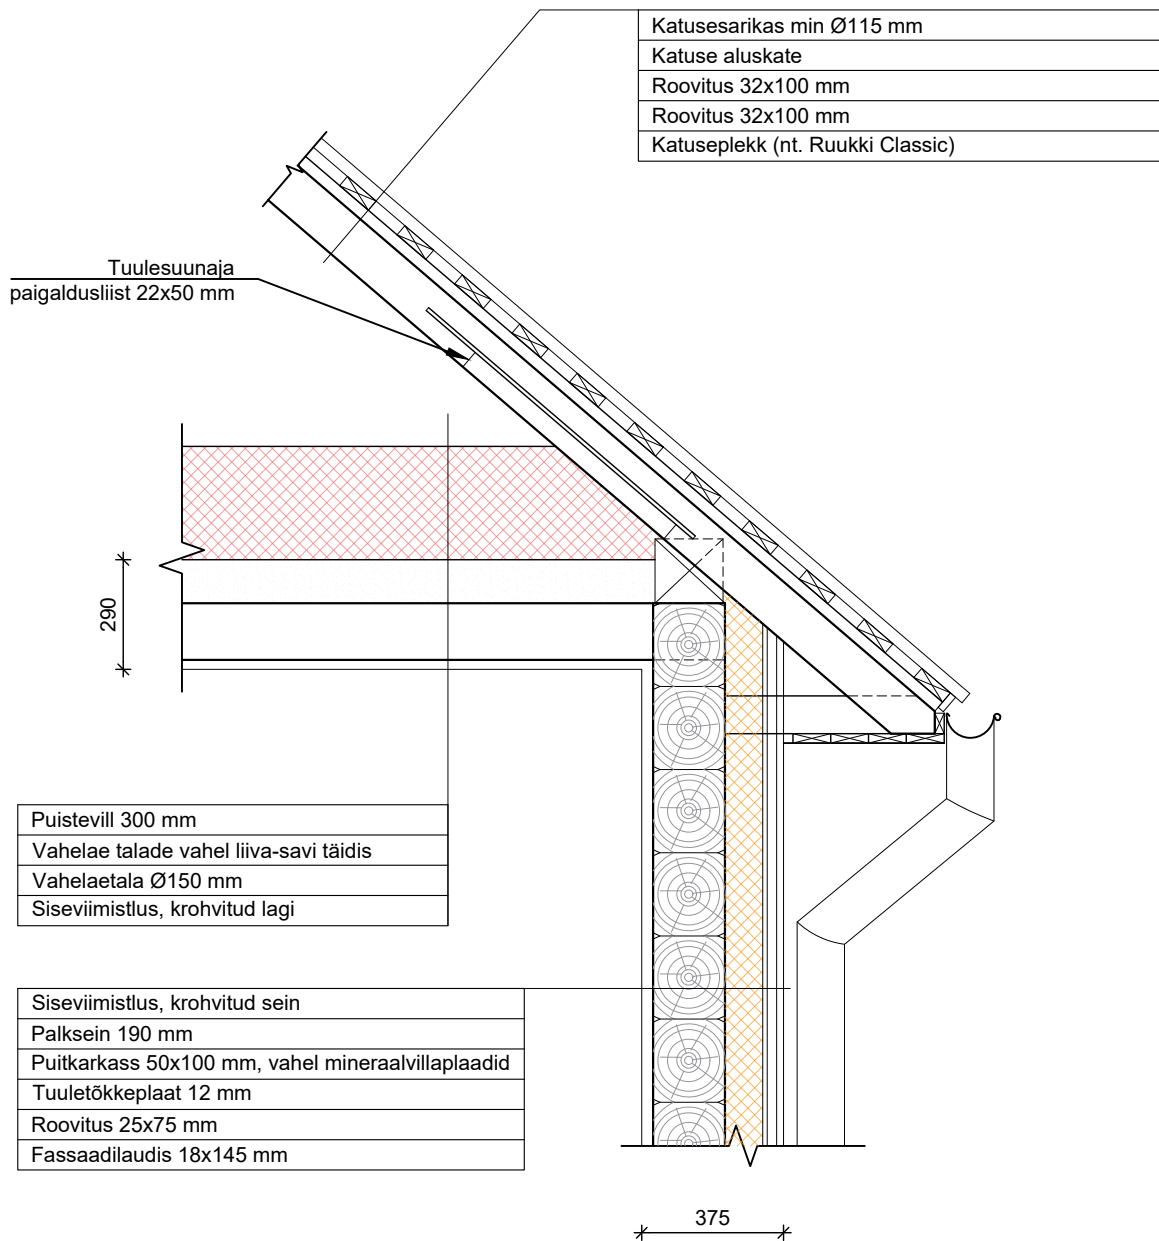 Katusesarikas min Ø115 mm
Katuse aluskate
Roovitus 32x100 mm
Roovitus 32x100 mm
Katuseplekk (nt. Ruukki Classic)
Tuulesuunaja
paigaldusliist 22x50 mm
290
Puistevill 300 mm
Vahelae talade vahel liiva-savi täidis
Vahelaetala Ø150 mm
Siseviimistlus, krohvitud lagi
Siseviimistlus, krohvitud sein
Palksein 190 mm
Puitkarkass 50x100 mm, vahel mineraalvillaplaadid
Tuuletõkkeplaat 12 mm
Roovitus 25x75 mm
Fassaadilaudis 18x145 mm
375